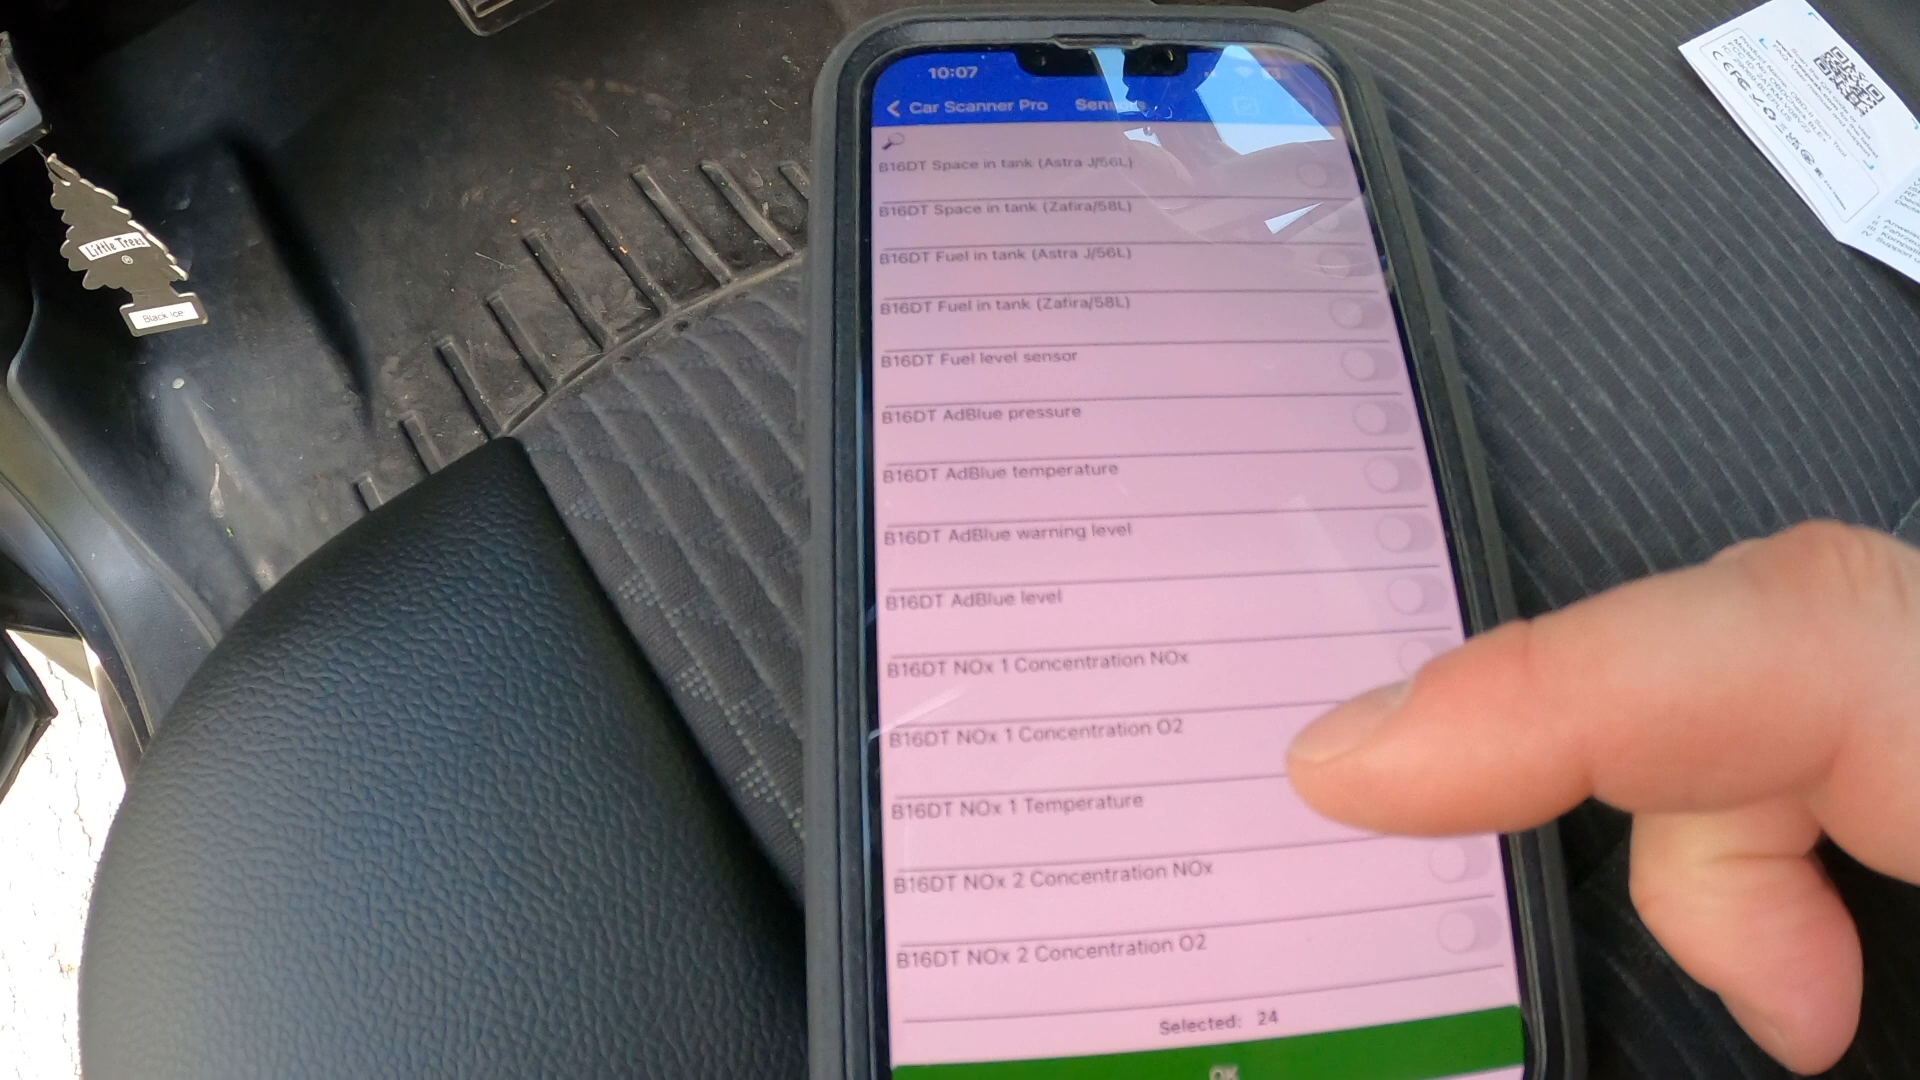 10:07
Car Scanner Pro Sensors
B16DT Space in tank (Astra J/56L)
B16DT Space in tank (Zafira/58L)
B16DT Fuel in tank (Astra J/56L)
B16DT Fuel in tank (Zafira/58L)
B16DT Fuel level sensor
B16DT AdBlue pressure
B16DT AdBlue temperature
B16DT AdBlue warning level
B16DT AdBlue level
B16DT NOx 1 Concentration NOx
B16DT NOx 1 Concentration O2
B16DT NOx 1 Temperature
B16DT NOx 2 Concentration NOx
B16DT NOx 2 Concentration O2
Selected: 24
OK
Little Trees
®
Black Ice